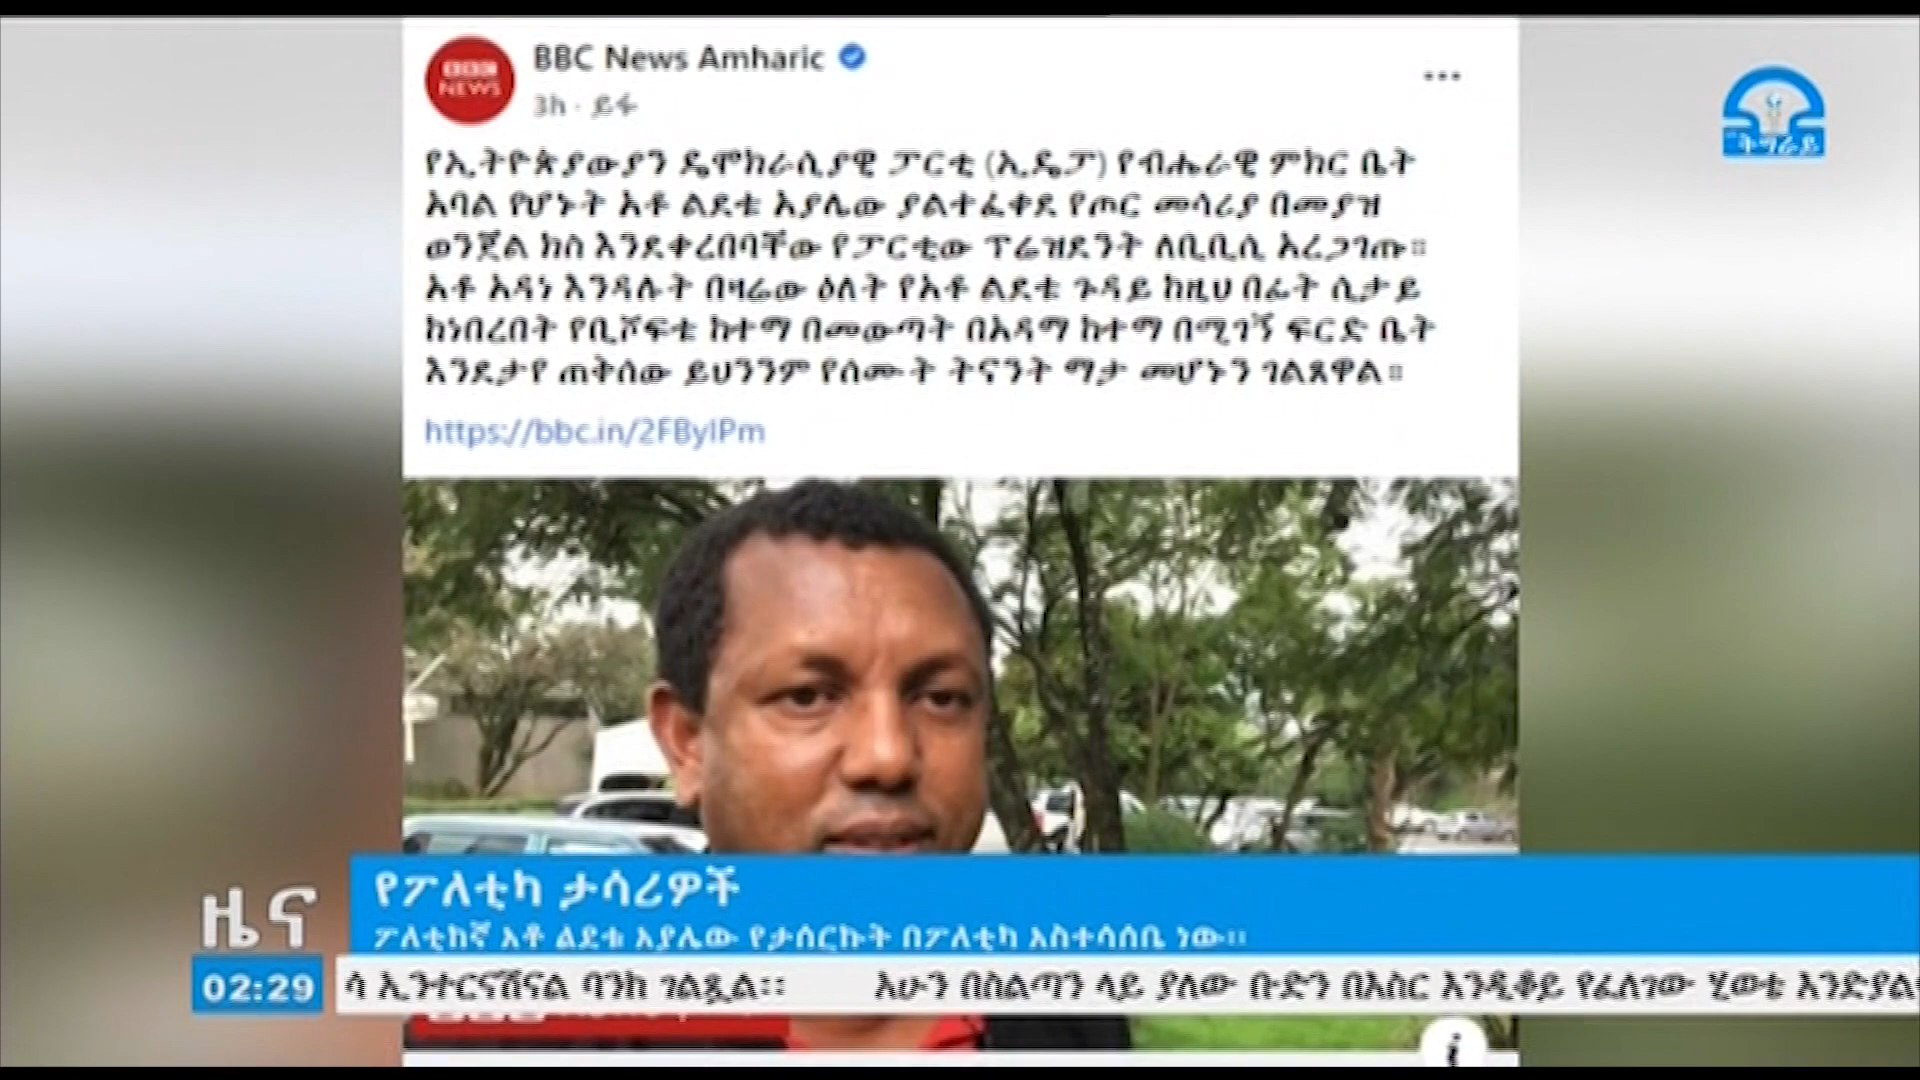 BBC NEWS
BBC News Amharic
3h · ይፋ
የኢትዮጵያውያን ዴሞክራሲያዊ ፓርቲ (ኢዴፓ) የብሔራዊ ምክር ቤት
አባል የሆኑት አቶ ልደቱ አያሌው ያልተፈቀደ የጦር መሳሪያ በመያዝ
ወንጀል ክስ እንደቀረበባቸው የፓርቲው ፕሬዝደንት ለቢቢሲ አረጋገጡ።
አቶ አዳነ እንዳሉት በዛሬው ዕለት የአቶ ልደቱ ጉዳይ ከዚህ በፊት ሲታይ
ከነበረበት የቢሾፍቱ ከተማ በመውጣት በአዳማ ከተማ በሚገኝ ፍርድ ቤት
እንደታየ ጠቅሰው ይህንንም የሰሙት ትናንት ማታ መሆኑን ገልጸዋል።
https://bbc.in/2FByIPm
ትግራይ
ዜና
የፖለቲካ ታሳሪዎች
ፖለቲከኛ አቶ ልደቱ አያሌው የታሰርኩት በፖለቲካ አስተሳሰቤ ነው፡፡
02:29
ሳ ኢንተርናሽናል ባንክ ገልጿል፡፡ አሁን በስልጣን ላይ ያለው ቡድን በእስር እንዲቆይ የፈለገው ሂወቴ እንድያል